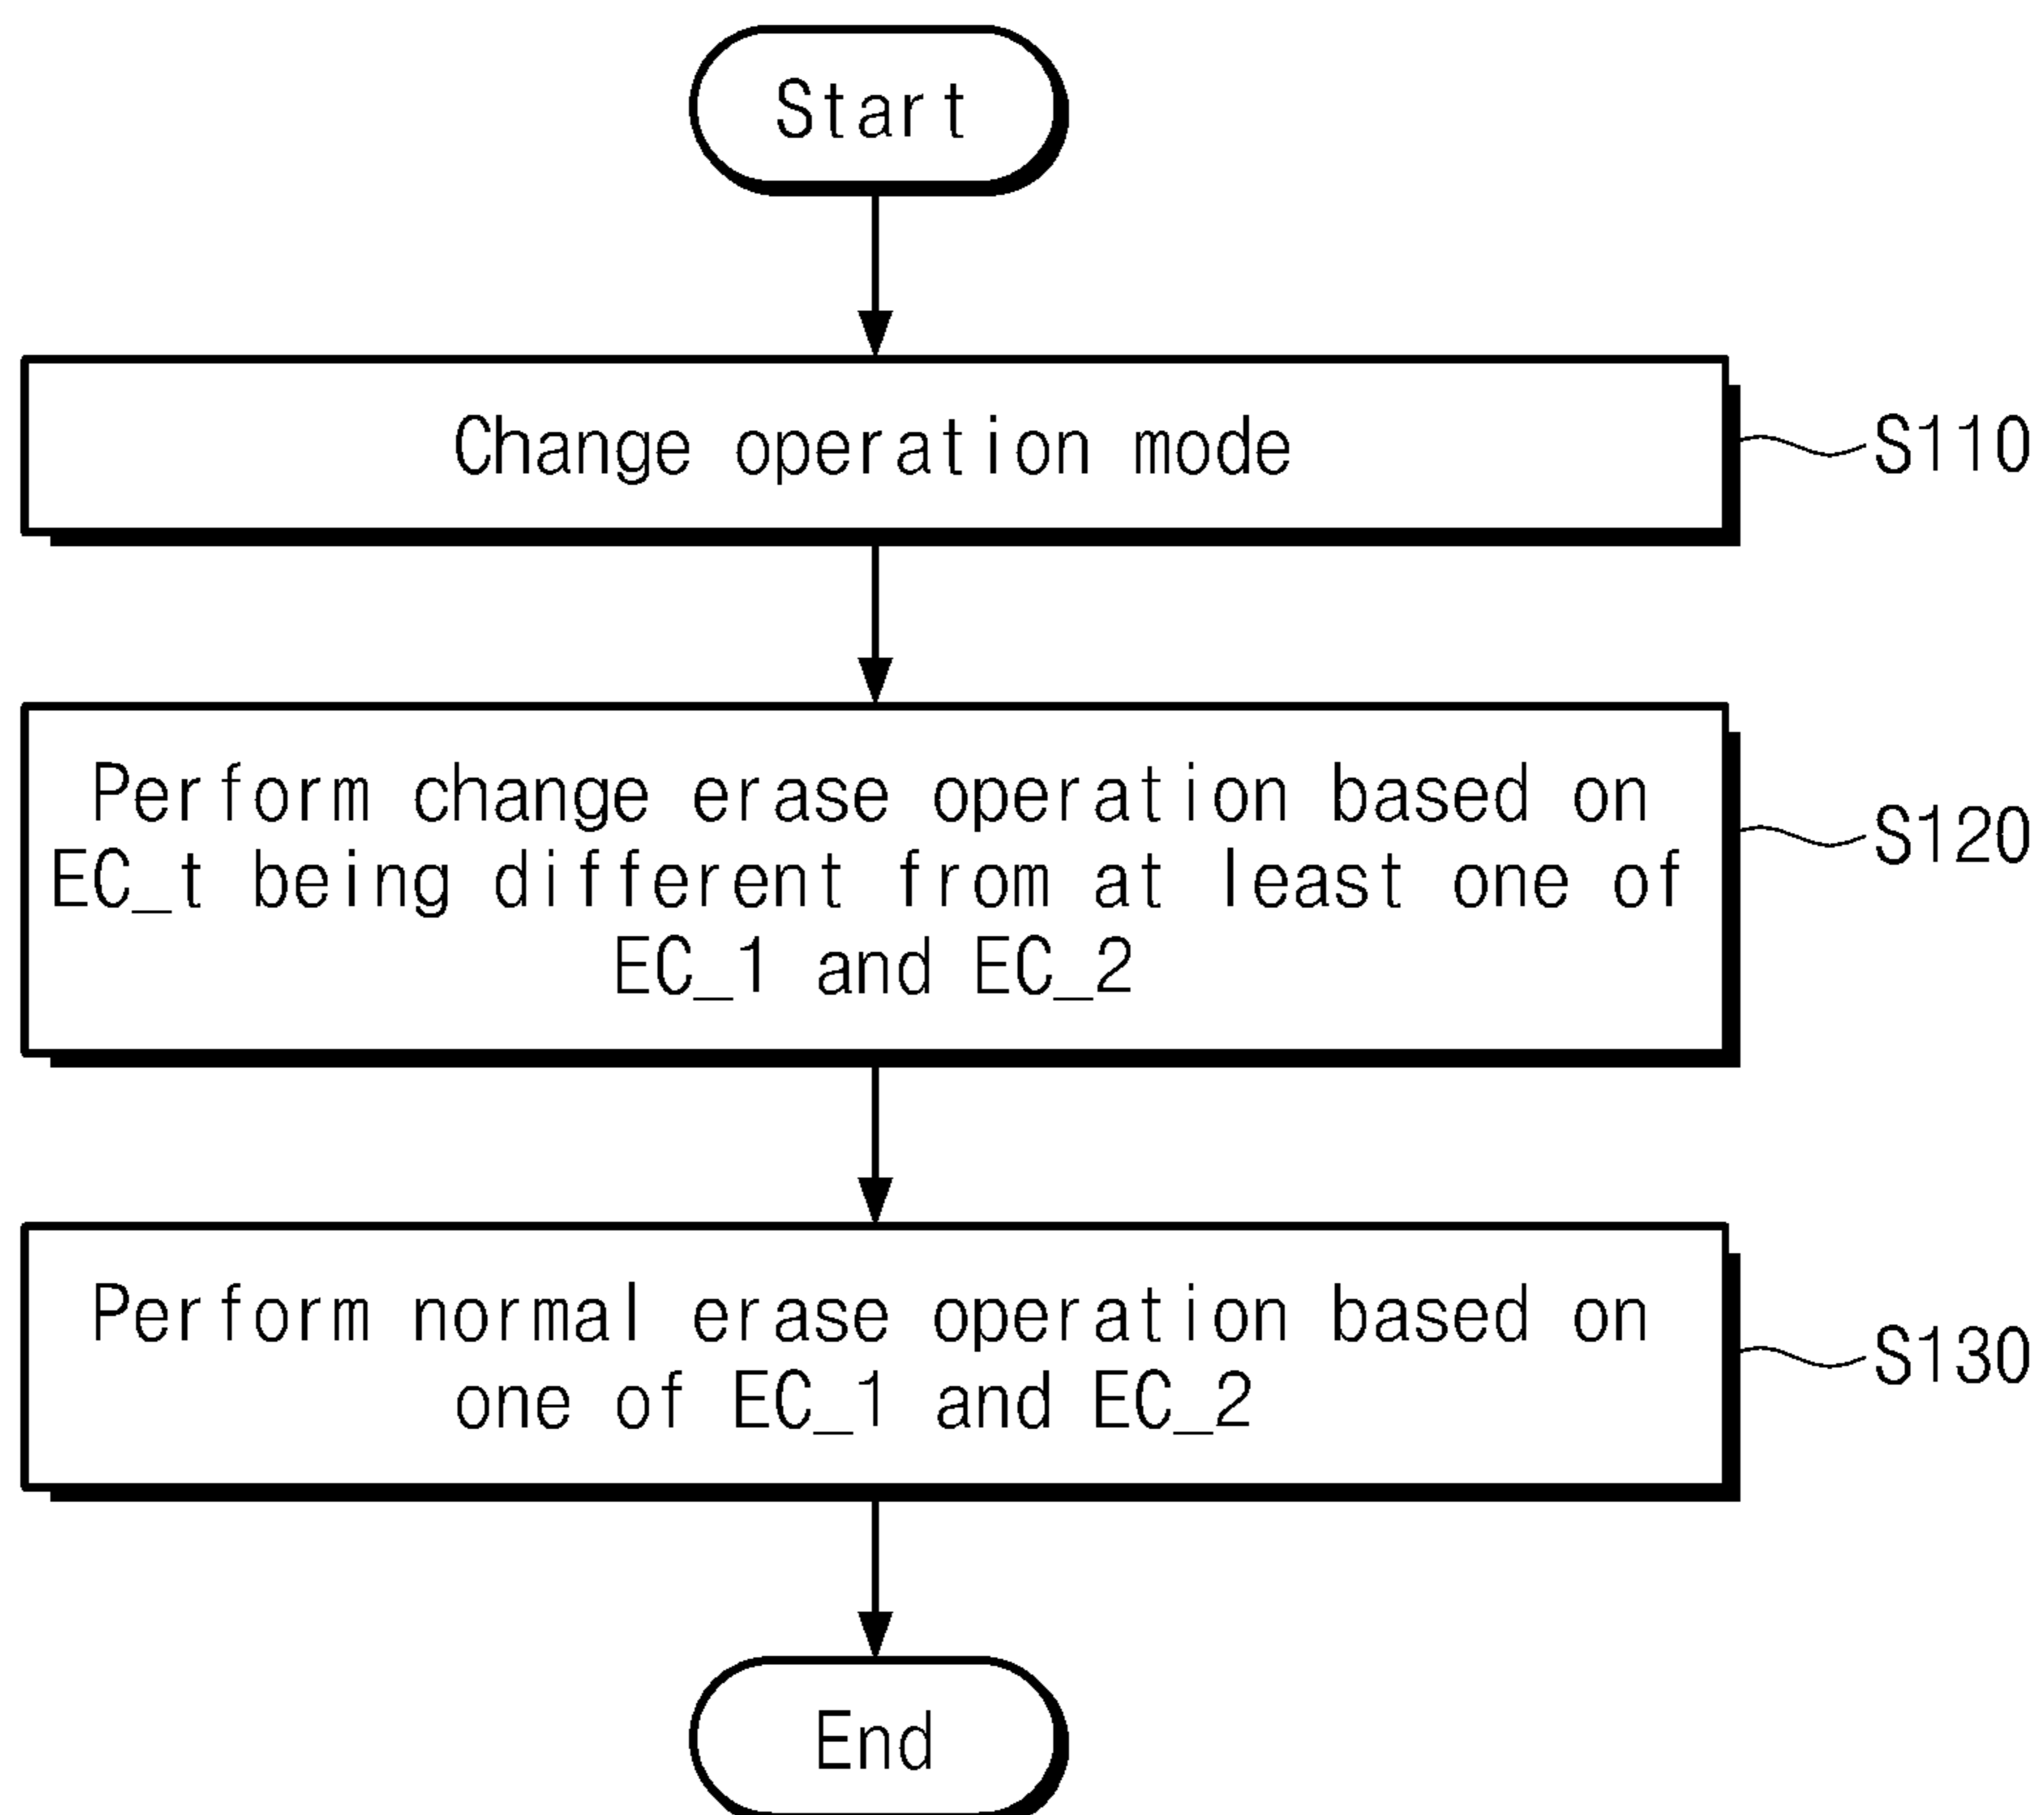 Start
Change operation mode
S110
Perform change erase operation based on
EC_t being different from at least one of
EC_1 and EC_2
S120
Perform normal erase operation based on
one of EC_1 and EC_2
S130
End